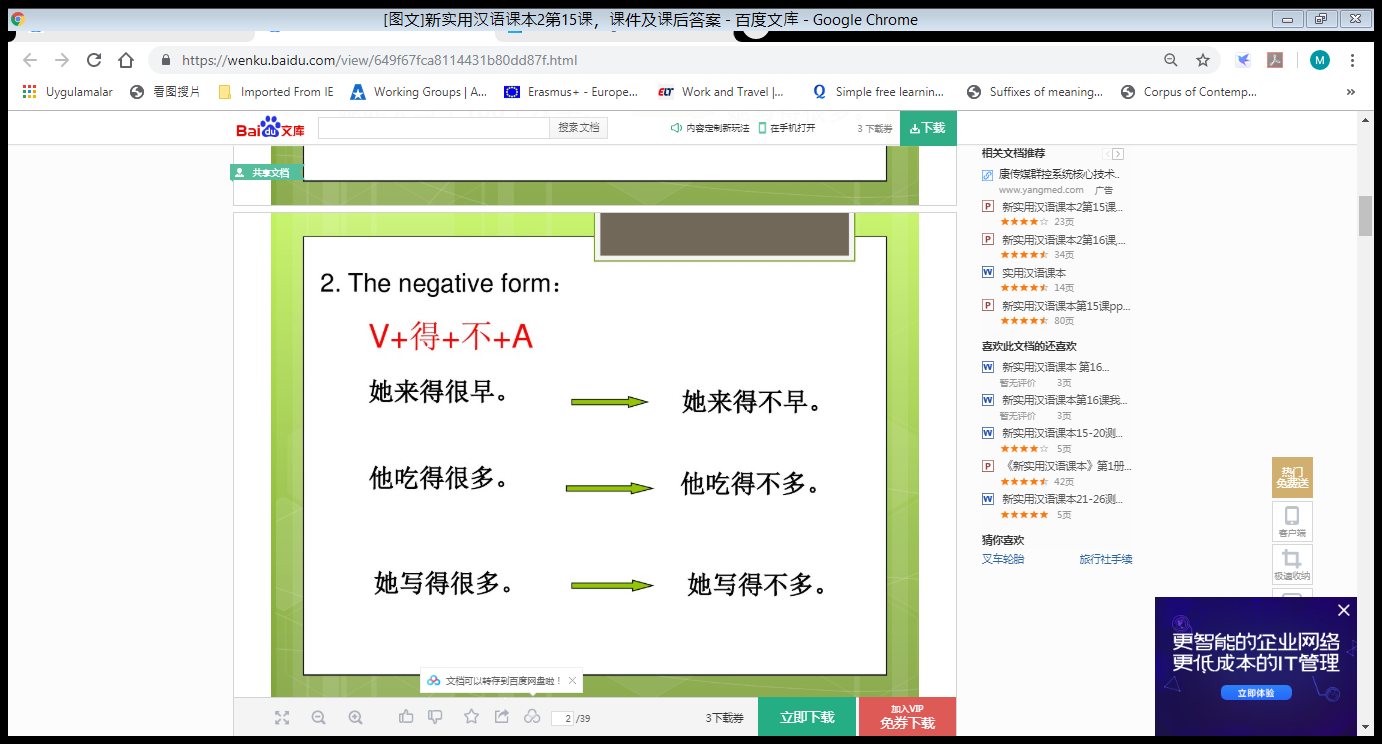 [图文]新实用汉语课本2第15课，课件及课后答案 - 百度文库 - Google Chrome
https://wenku.baidu.com/view/649f67fca8114431b80dd87f.html
M
Uygulamalar 看图搜片 Imported From IE Working Groups | A... Erasmus+ - Europe... ELT Work and Travel |... Q Simple free learnin... Suffixes of meaning... Corpus of Contemp... »
Bai du 文库 搜索文档 内容定制新玩法 在手机打开 3 下载券 下载
共享文档
2. The negative form：
V+得+不+A
她来得很早。 她来得不早。
他吃得很多。 他吃得不多。
她写得很多。 她写得不多。
文档可以转存到百度网盘啦！
2 /39 3下载券 立即下载 加入VIP
免券下载
相关文档推荐
康传媒群控系统核心技术..
www.yangmed.com 广告
新实用汉语课本2第15课...
23页
新实用汉语课本2第16课,...
34页
实用汉语课本
14页
新实用汉语课本第15课pp...
80页
喜欢此文档的还喜欢
新实用汉语课本 第16...
暂无评价 3页
新实用汉语课本第16课我...
暂无评价 3页
新实用汉语课本15-20测...
5页
《新实用汉语课本》第1册...
42页
新实用汉语课本21-26测...
5页
猜你喜欢
叉车轮胎 旅行社手续
热门
免费送
客户端
极速收纳
更智能的企业网络
更低成本的IT管理
立即体验